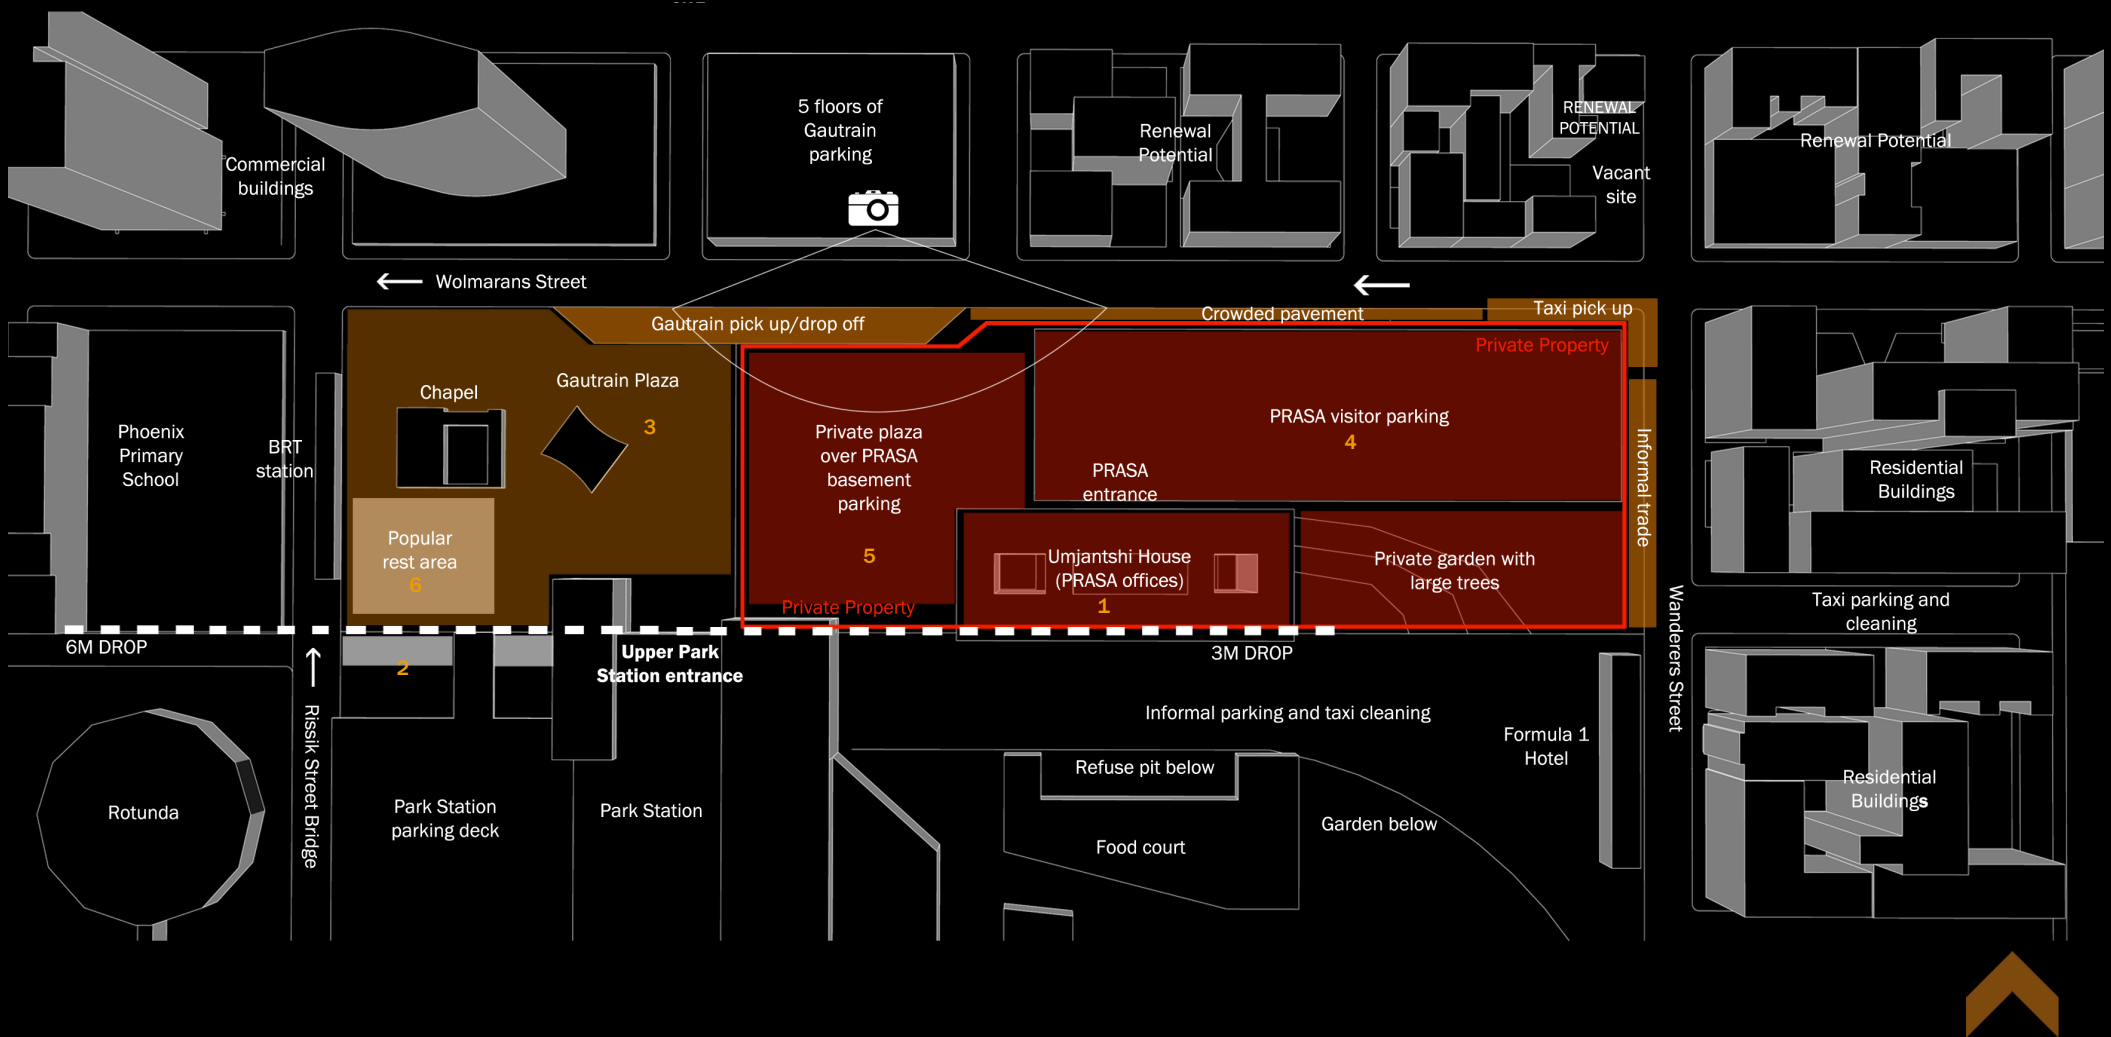 5 floors of
Gautrain
parking
Commercial
buildings
Renewal
Potential
RENEWAL
POTENTIAL
Vacant
site
Renewal Potential
Wolmarans Street
Gautrain pick up/drop off
Crowded pavement
Taxi pick up
Private Property
Chapel
Gautrain Plaza
3
Phoenix
Primary
School
BRT
station
Private plaza
over PRASA
basement
parking
5
PRASA visitor parking
4
PRASA
entrance
Informal trade
Residential
Buildings
Popular
rest area
6
Umjantshi House
(PRASA offices)
1
Private garden with
large trees
Private Property
Taxi parking and
cleaning
6M DROP
2
Upper Park
Station entrance
3M DROP
Wanderers Street
Rissik Street Bridge
Informal parking and taxi cleaning
Formula 1
Hotel
Refuse pit below
Residential
Buildings
Rotunda
Park Station
parking deck
Park Station
Garden below
Food court